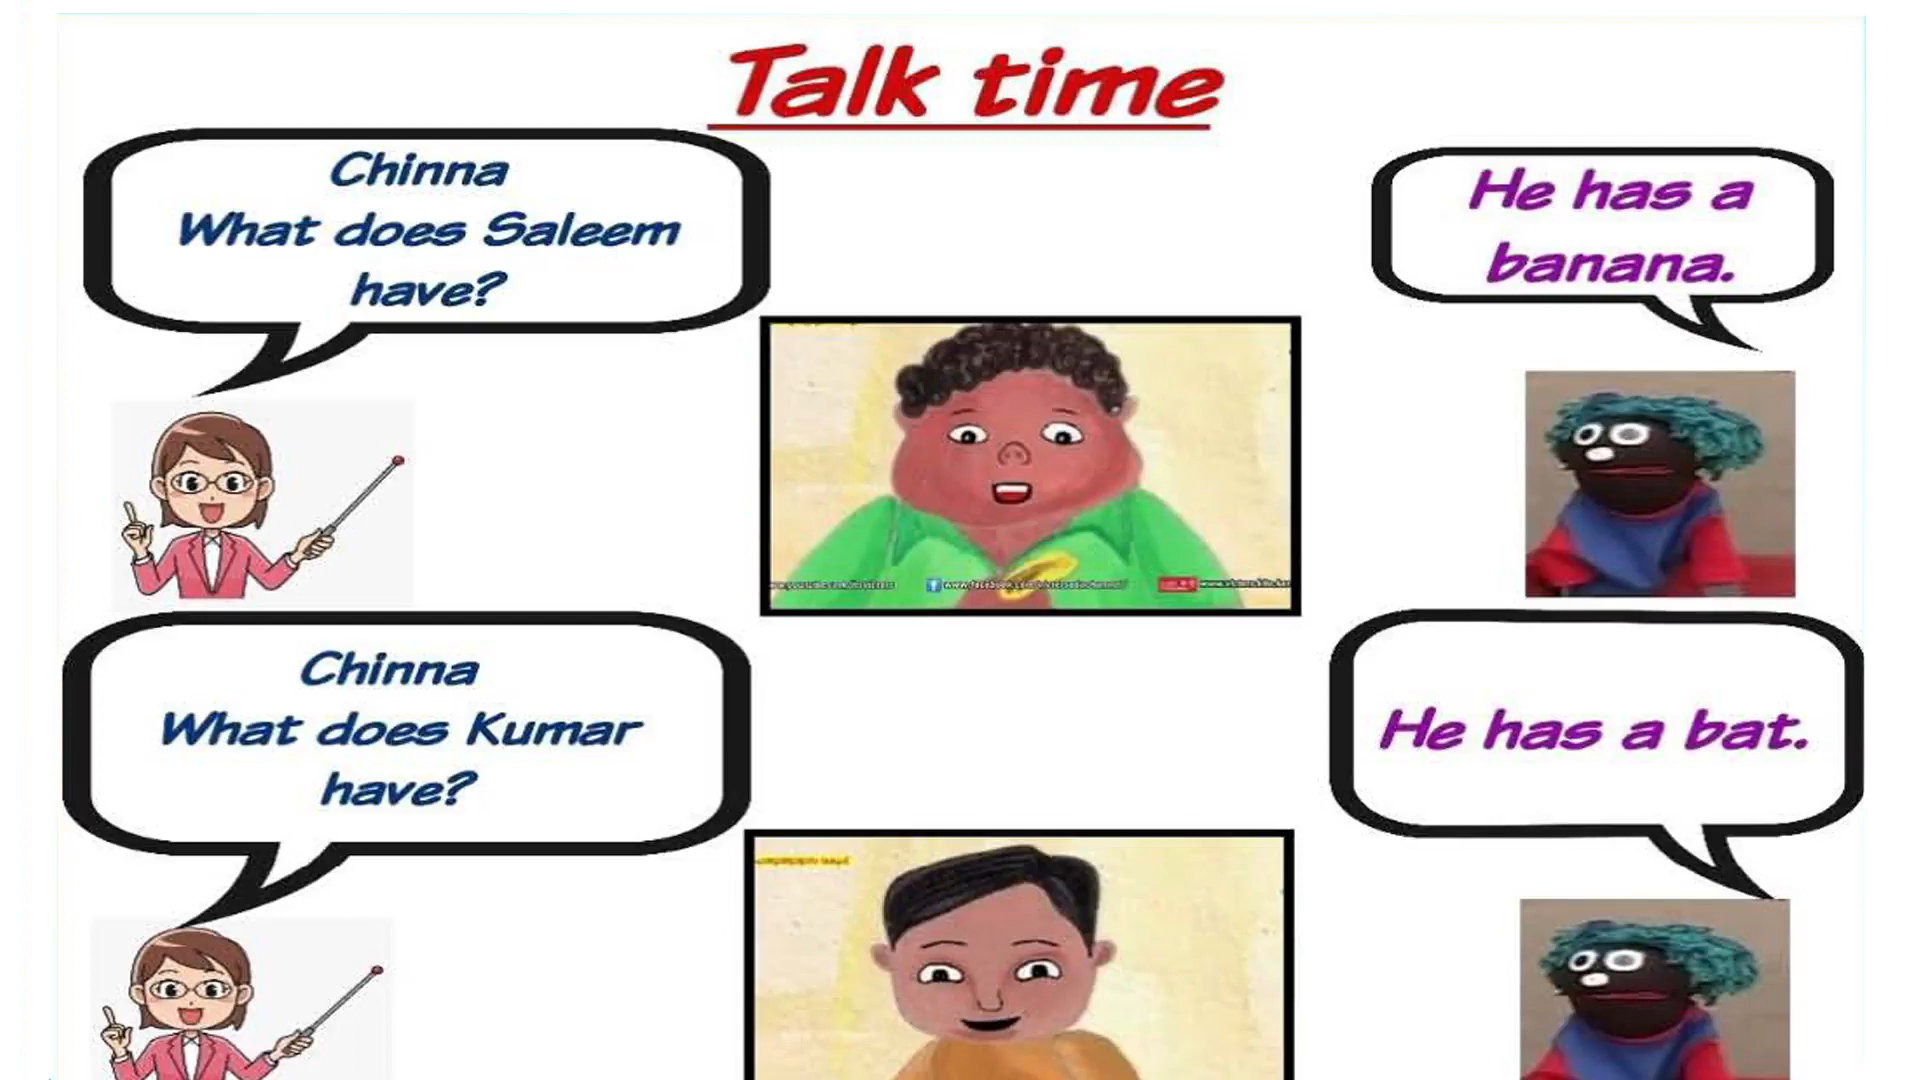 Talk time
Chinna
What does Saleem
have?
He has a
banana.
Chinna
What does Kumar
have?
He has a bat.